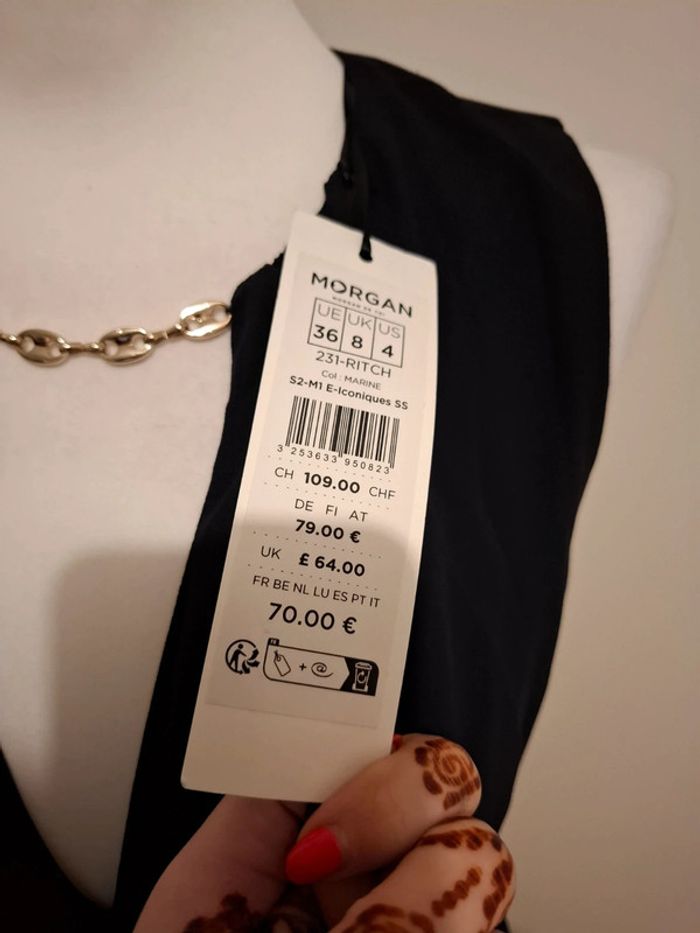 MORGAN
MORGAN DE TOI
UE UK US
36 8 4
231-RITCH
Col : MARINE
S2-M1 E-Iconiques SS
3 253633 950823
CH 109.00 CHF
DE FI AT
79.00 €
UK £ 64.00
FR BE NL LU ES PT IT
70.00 €
FR
+ @